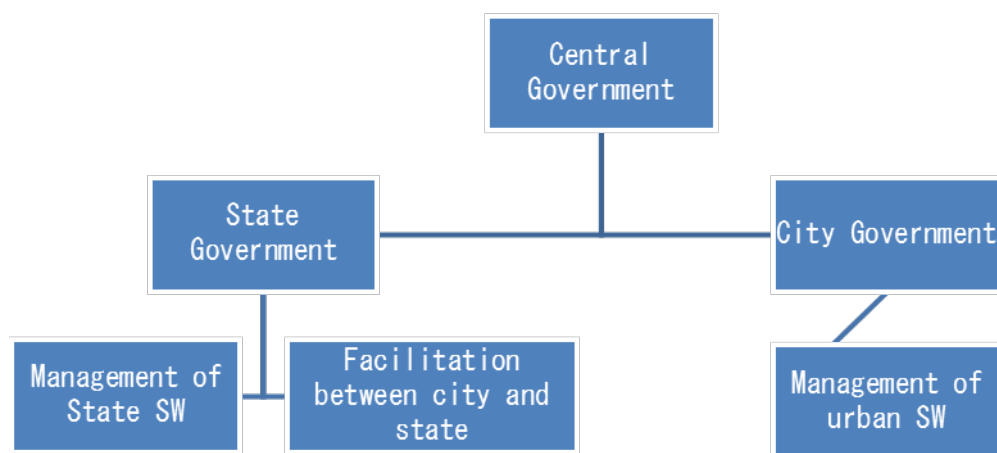 Central
Government
State
Government
City Government
Management of
State SW
Facilitation
between city and
state
Management of
urban SW